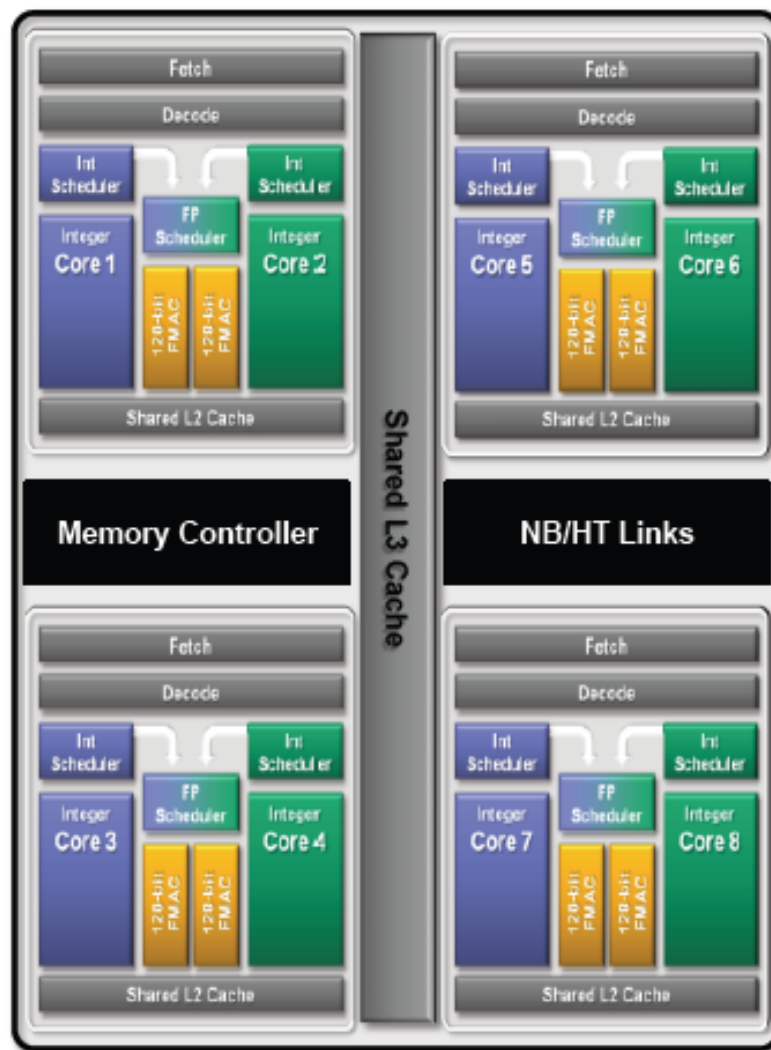 Fetch
Decode
Int
Scheduler
Int
Scheduler
FP
Scheduler
Integer
Core 1
Integer
Core 2
128-bit
FMAC
128-bit
FMAC
Shared L2 Cache
Fetch
Decode
Int
Scheduler
Int
Scheduler
FP
Scheduler
Integer
Core 5
Integer
Core 6
128-bit
FMAC
128-bit
FMAC
Shared L2 Cache
Shared L3 Cache
Memory Controller
NB/HT Links
Fetch
Decode
Int
Scheduler
Int
Scheduler
FP
Scheduler
Integer
Core 3
Integer
Core 4
128-bit
FMAC
128-bit
FMAC
Shared L2 Cache
Fetch
Decode
Int
Scheduler
Int
Scheduler
FP
Scheduler
Integer
Core 7
Integer
Core 8
128-bit
FMAC
128-bit
FMAC
Shared L2 Cache